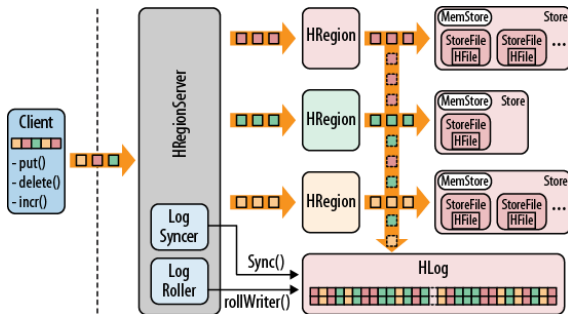 Client
- put()
- delete()
- incr()
HRegionServer
Log
Syncer
Log
Roller
HRegion
HRegion
HRegion
MemStore
Store
StoreFile
HFile
StoreFile
HFile
...
MemStore
Store
StoreFile
HFile
MemStore
Store
StoreFile
HFile
StoreFile
HFile
...
Sync()
rollWriter()
HLog